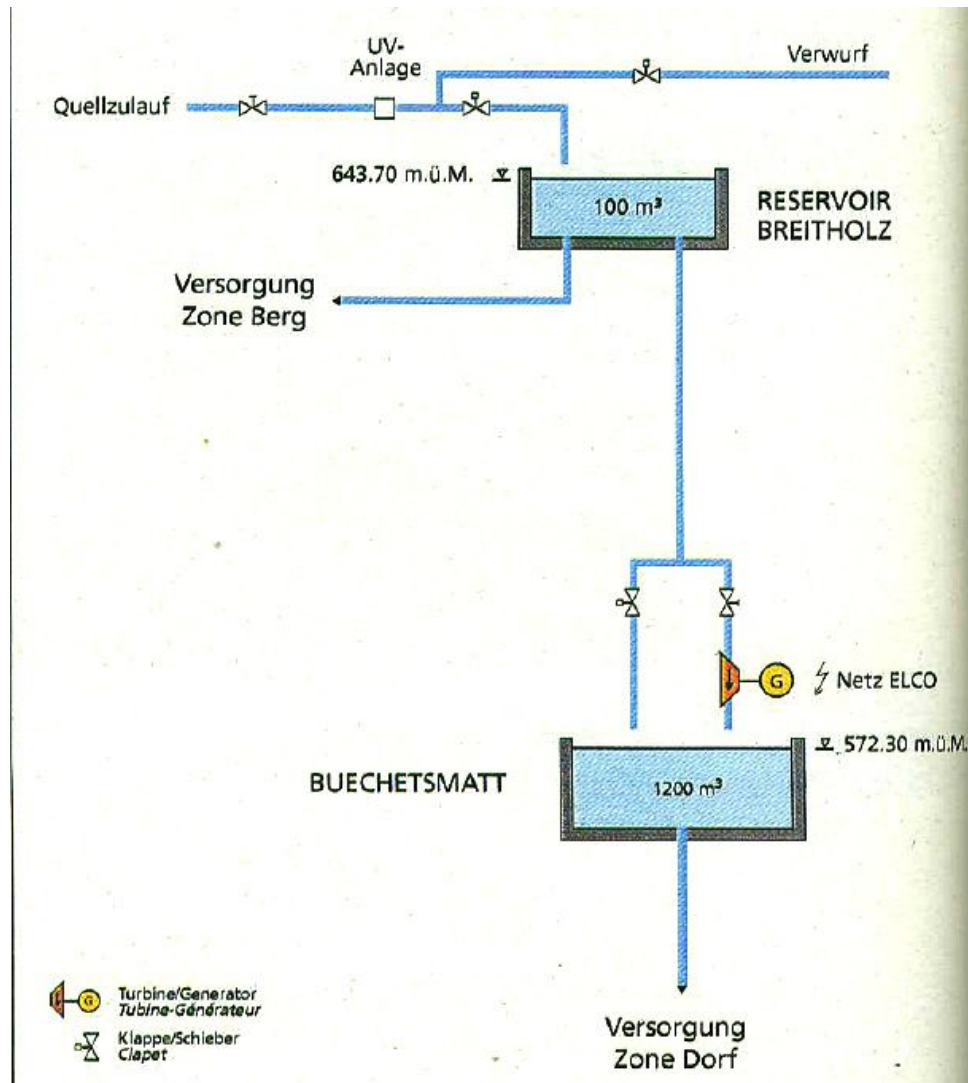 UV-
Anlage
Verwurf
Quellzulauf
643.70 m.ü.M.
100 m³
RESERVOIR
BREITHOLZ
Versorgung
Zone Berg
G
Netz ELCO
572.30 m.ü.M.
BUECHETSMATT
1200 m³
G
Turbine/Generator
Tubine-Générateur
Klappe/Schieber
Clapet
Versorgung
Zone Dorf